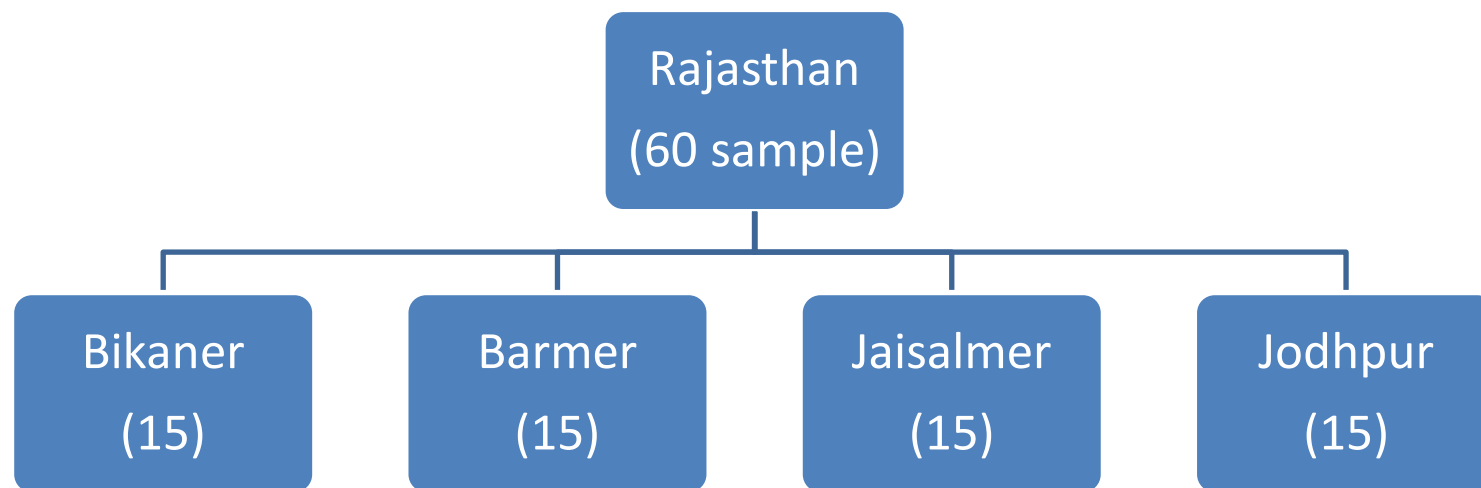 Rajasthan
(60 sample)
Bikaner
(15)
Barmer
(15)
Jaisalmer
(15)
Jodhpur
(15)